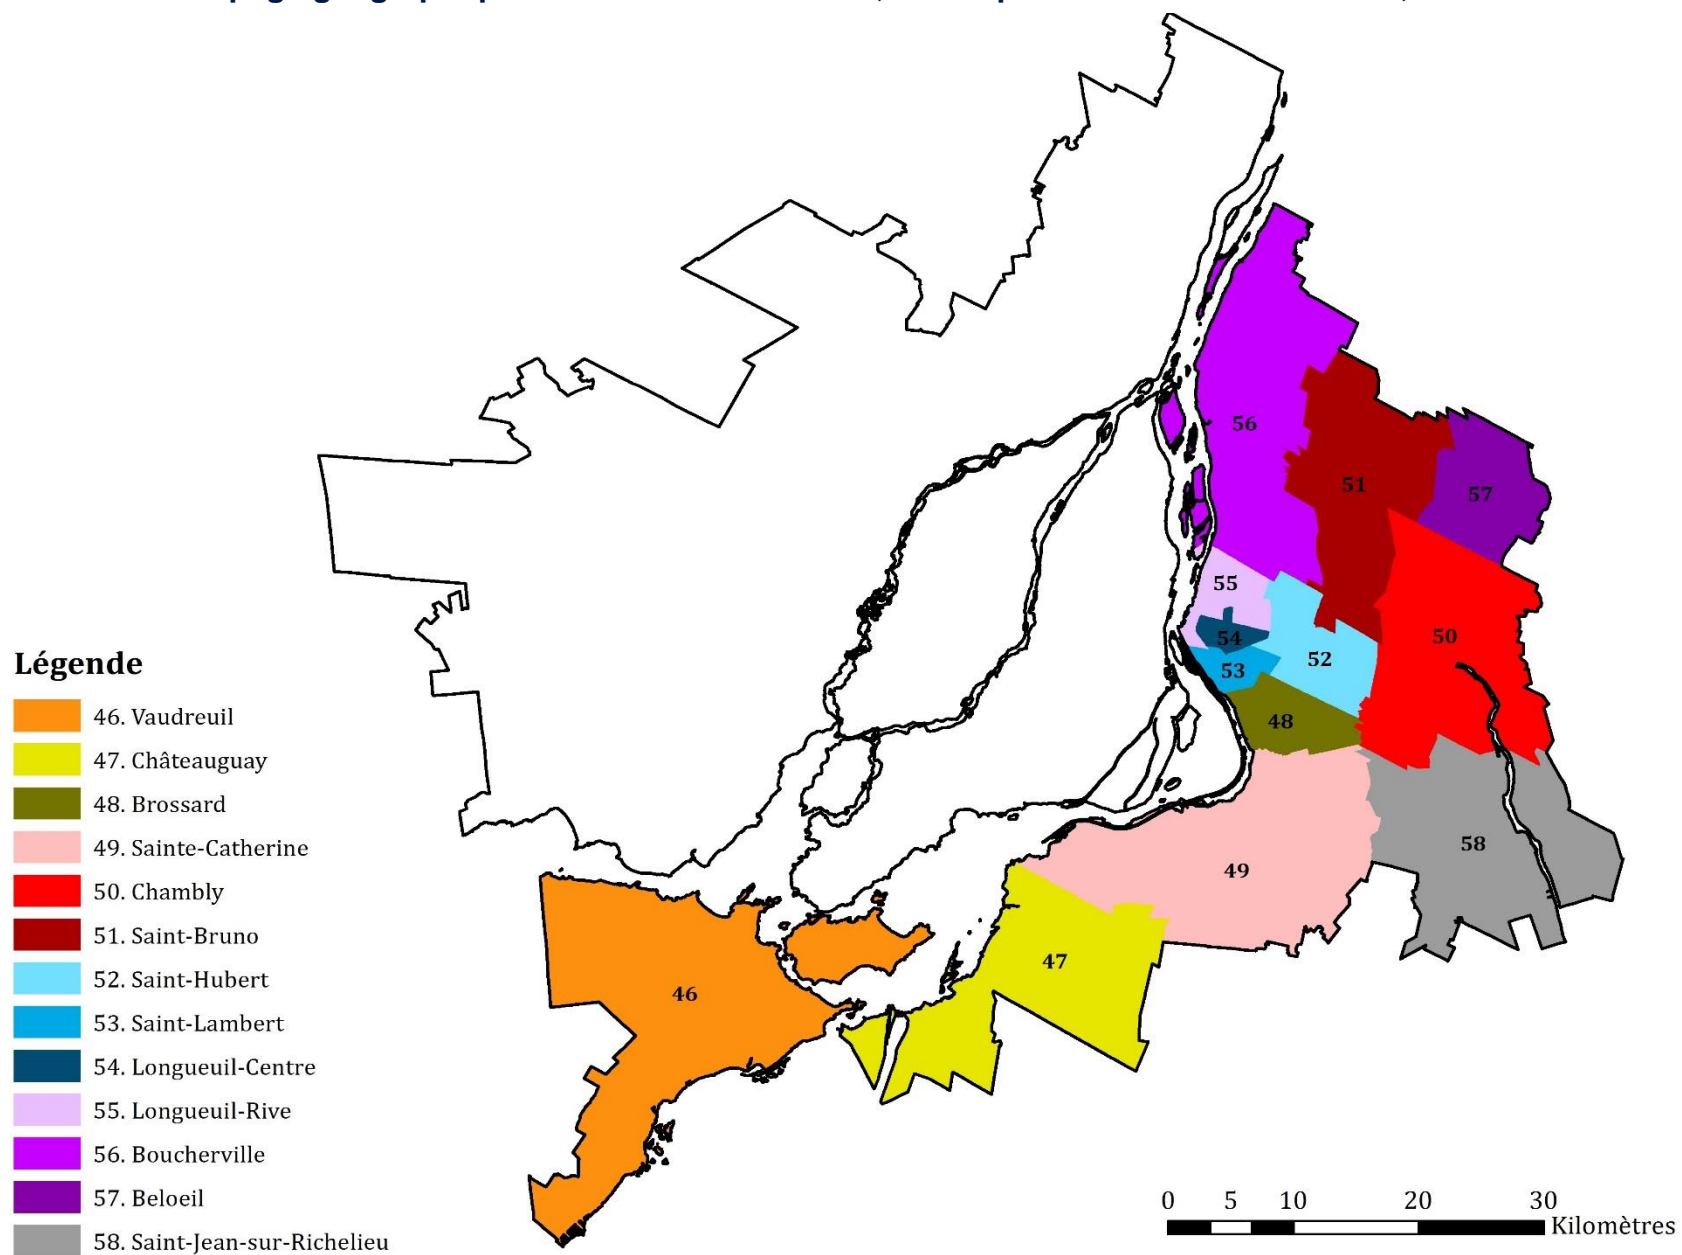 56
51
57
55
54
50
52
53
48
Légende
46. Vaudreuil
47. Châteauguay
48. Brossard
49. Sainte-Catherine
50. Chambly
51. Saint-Bruno
52. Saint-Hubert
53. Saint-Lambert
54. Longueuil-Centre
55. Longueuil-Rive
56. Boucherville
57. Beloeil
58. Saint-Jean-sur-Richelieu
58
49
47
46
0 5 10 20 30
Kilomètres